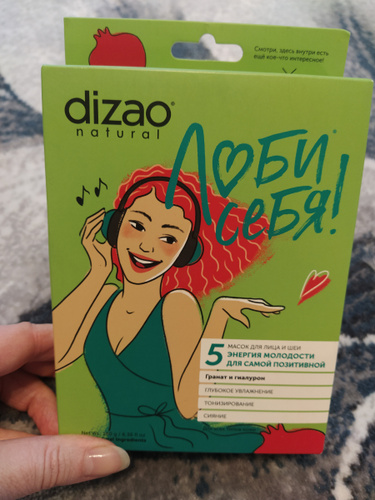 Смотри, здесь внутри есть
ещё кое-что интересное!
dizao®
natural
Люби
себя!
5 МАСОК ДЛЯ ЛИЦА И ШЕИ
ЭНЕРГИЯ МОЛОДОСТИ
ДЛЯ САМОЙ ПОЗИТИВНОЙ
Гранат и гиалурон
ГЛУБОКОЕ УВЛАЖНЕНИЕ
ТОНИЗИРОВАНИЕ
СИЯНИЕ